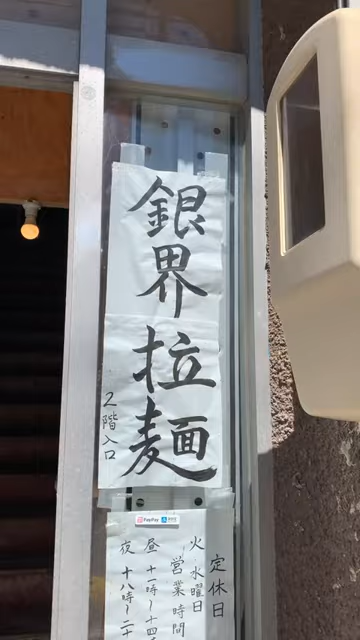 銀界拉麺
2階入口
PayPay
定休日
火水曜日
営業時間
昼 十一時〜十四
夜 十八時〜二十